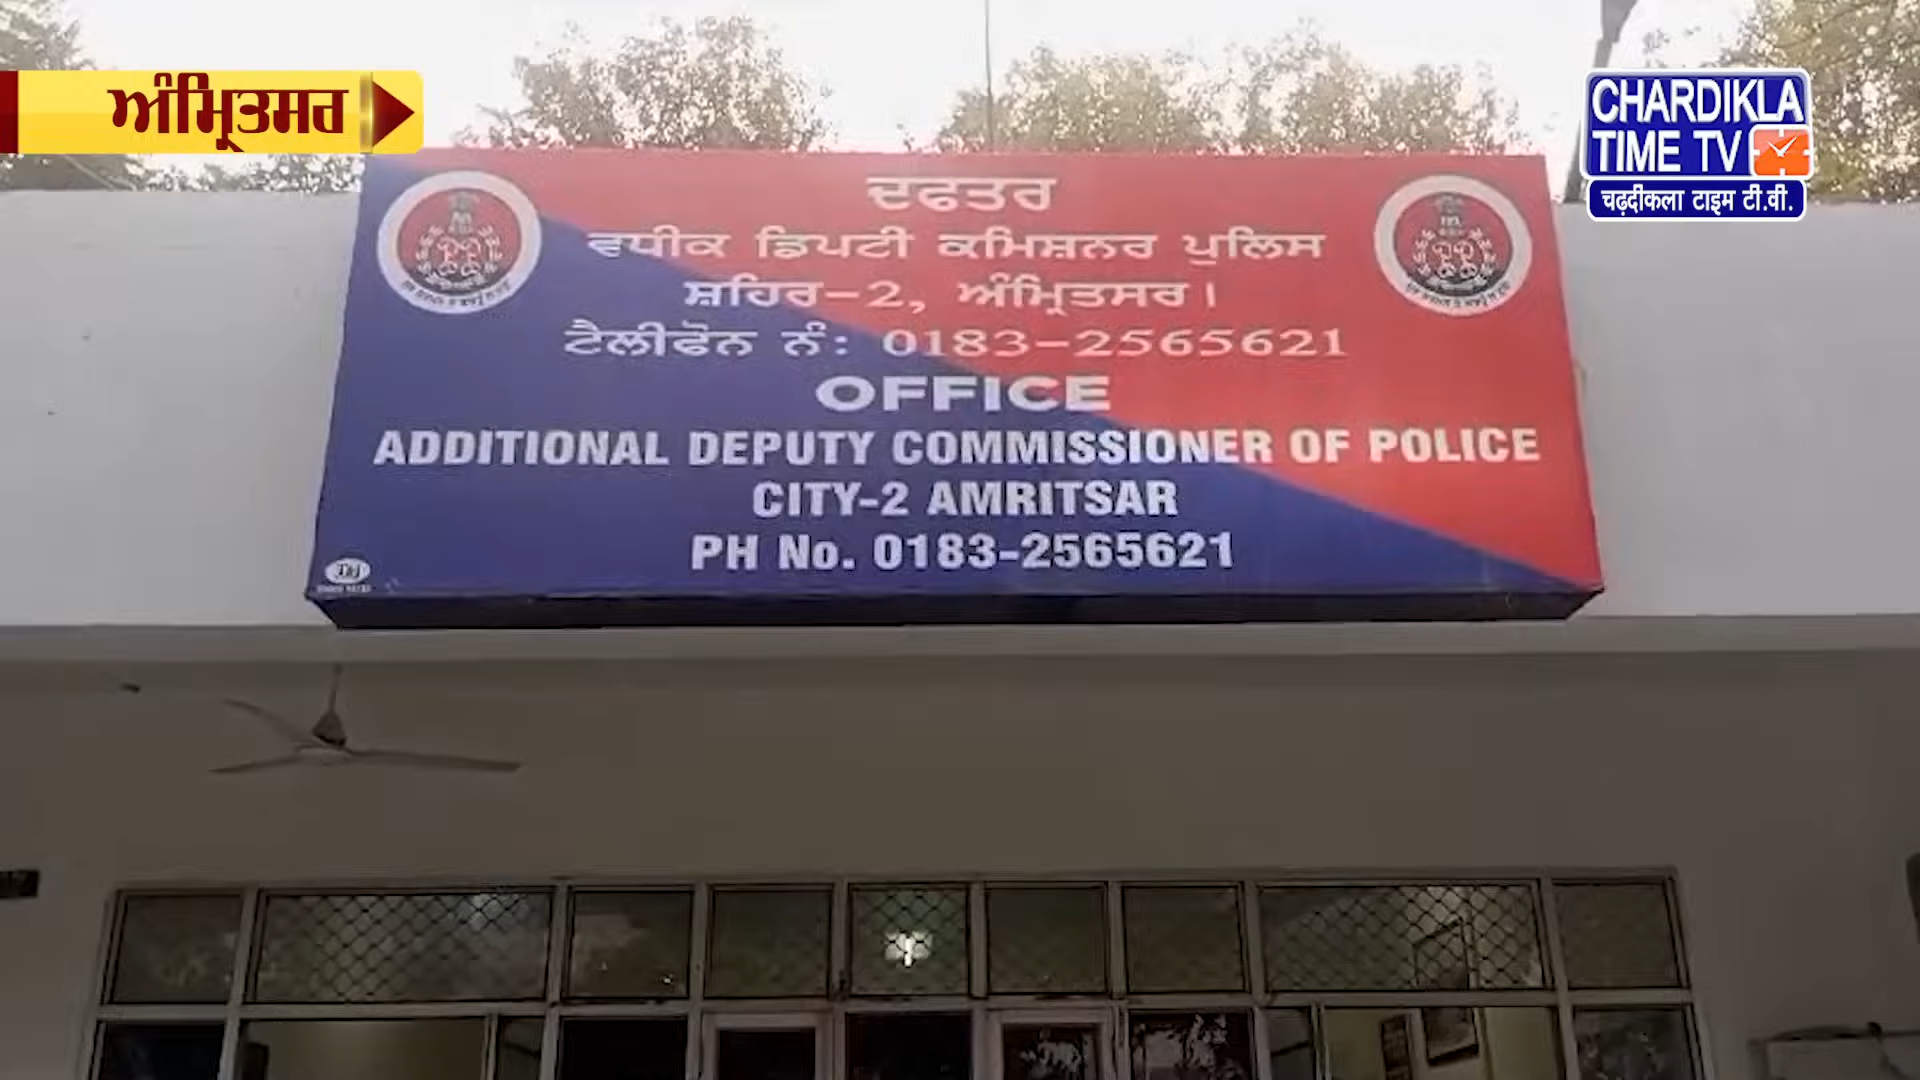 ਅੰਮ੍ਰਿਤਸਰ
CHARDIKLA
TIME TV
चढ़दीकला टाइम टी.वी.
ਦਫਤਰ
ਵਧੀਕ ਡਿਪਟੀ ਕਮਿਸ਼ਨਰ ਪੁਲਿਸ
ਸ਼ਹਿਰ-2, ਅੰਮ੍ਰਿਤਸਰ।
ਟੈਲੀਫੋਨ ਨੰ: 0183-2565621
OFFICE
ADDITIONAL DEPUTY COMMISSIONER OF POLICE
CITY-2 AMRITSAR
PH No. 0183-2565621